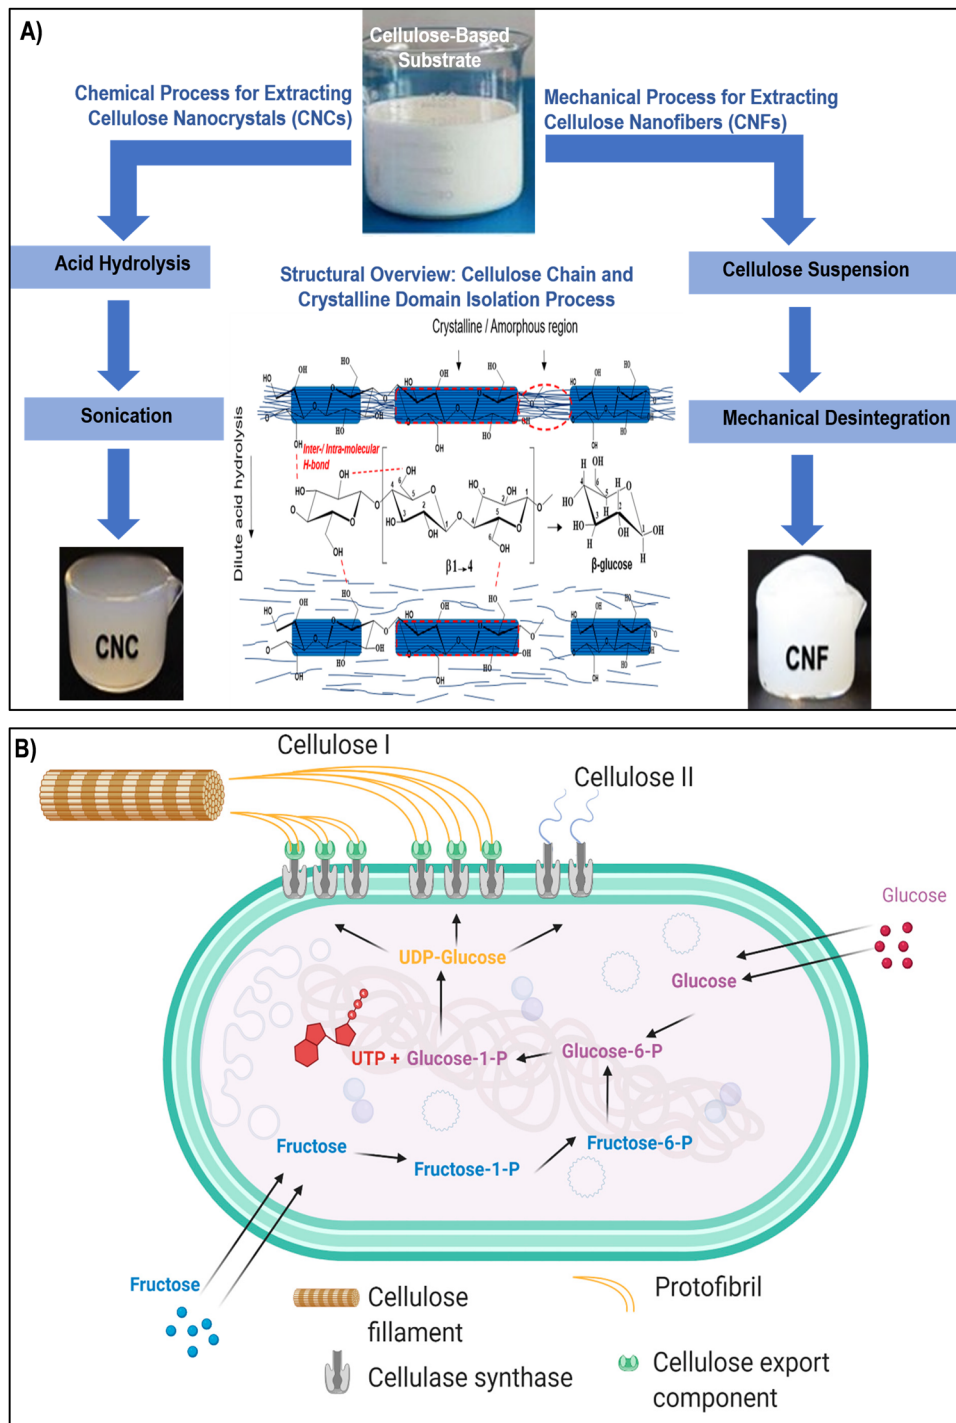 A)
Cellulose-Based
Substrate
Chemical Process for Extracting
Cellulose Nanocrystals (CNCs)
Mechanical Process for Extracting
Cellulose Nanofibers (CNFs)
Acid Hydrolysis
Cellulose Suspension
Structural Overview: Cellulose Chain and
Crystalline Domain Isolation Process
Crystalline / Amorphous region
Sonication
Mechanical Desintegration
Inter-/ Intra-molecular
H-bond
Dilute acid hydrolysis
β1→4
β-glucose
CNC
CNF
B)
Cellulose I
Cellulose II
Glucose
UDP-Glucose
Glucose
UTP + Glucose-1-P
Glucose-6-P
Fructose
Fructose-1-P
Fructose-6-P
Fructose
Cellulose
fillament
Protofibril
Cellulase synthase
Cellulose export
component